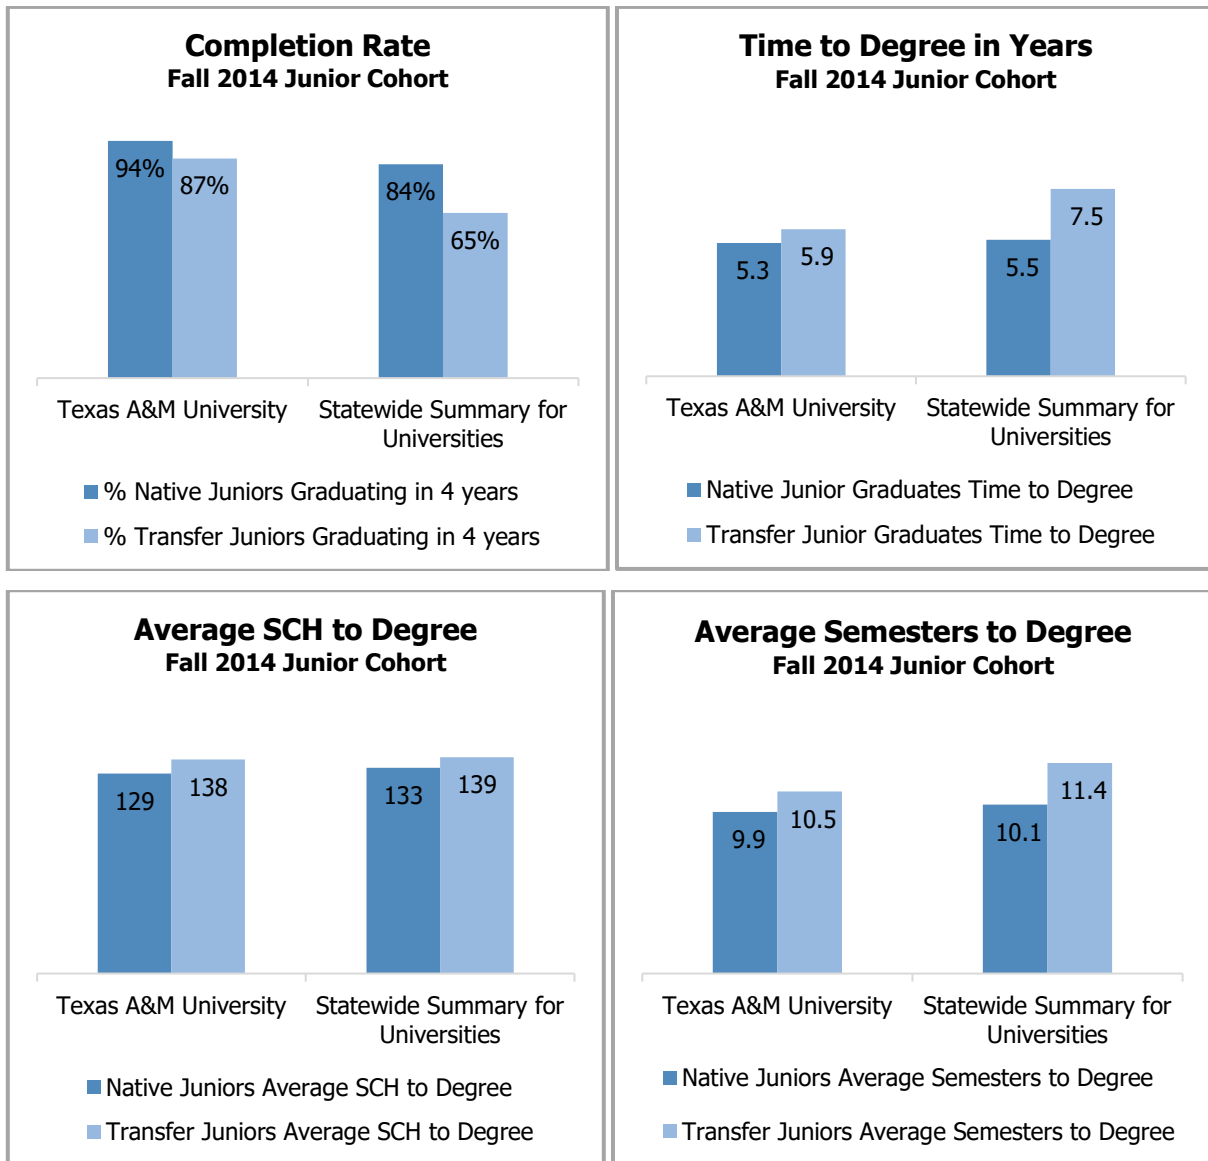 Completion Rate
Fall 2014 Junior Cohort
94%
87%
84%
65%
Texas A&M University
Statewide Summary for
Universities
% Native Juniors Graduating in 4 years
% Transfer Juniors Graduating in 4 years
Time to Degree in Years
Fall 2014 Junior Cohort
5.3
5.9
5.5
7.5
Texas A&M University
Statewide Summary for
Universities
Native Junior Graduates Time to Degree
Transfer Junior Graduates Time to Degree
Average SCH to Degree
Fall 2014 Junior Cohort
129
138
133
139
Texas A&M University
Statewide Summary for
Universities
Native Juniors Average SCH to Degree
Transfer Juniors Average SCH to Degree
Average Semesters to Degree
Fall 2014 Junior Cohort
9.9
10.5
10.1
11.4
Texas A&M University
Statewide Summary for
Universities
Native Juniors Average Semesters to Degree
Transfer Juniors Average Semesters to Degree